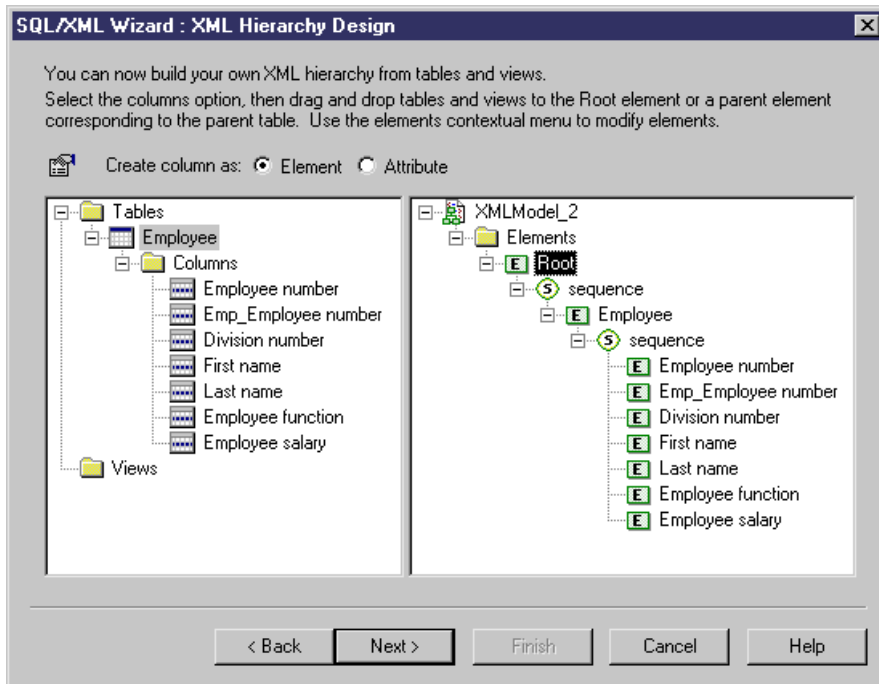 SQL/XML Wizard : XML Hierarchy Design
You can now build your own XML hierarchy from tables and views.
Select the columns option, then drag and drop tables and views to the Root element or a parent element
corresponding to the parent table.  Use the elements contextual menu to modify elements.
Create column as: Element Attribute
Tables
Employee
Columns
Employee number
Emp_Employee number
Division number
First name
Last name
Employee function
Employee salary
Views
XMLModel_2
Elements
E Root
S sequence
E Employee
S sequence
E Employee number
E Emp_Employee number
E Division number
E First name
E Last name
E Employee function
E Employee salary
< Back Next > Finish Cancel Help